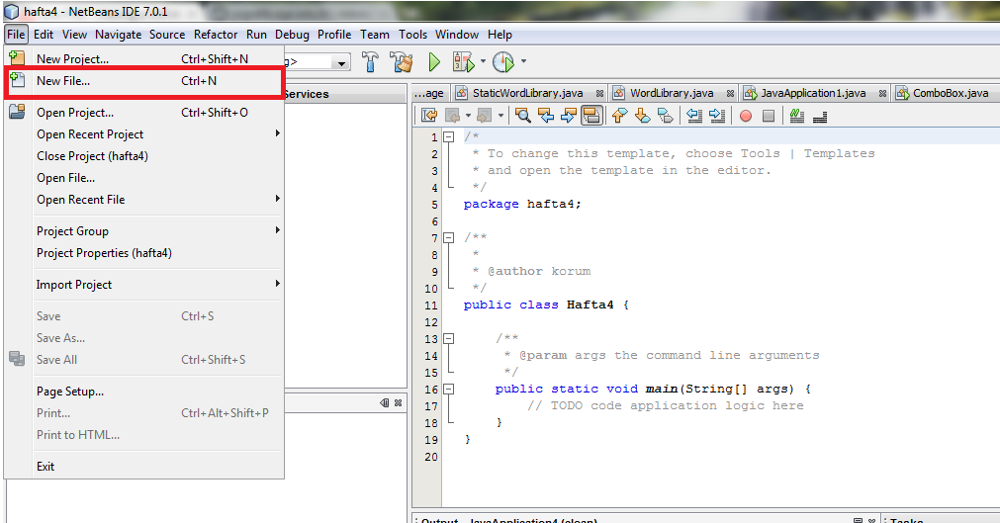 hafta4 - NetBeans IDE 7.0.1
File Edit View Navigate Source Refactor Run Debug Profile Team Tools Window Help
New Project... Ctrl+Shift+N
New File... Ctrl+N
Open Project... Ctrl+Shift+O
Open Recent Project
Close Project (hafta4)
Open File...
Open Recent File
Project Group
Project Properties (hafta4)
Import Project
Save Ctrl+S
Save As...
Save All Ctrl+Shift+S
Page Setup...
Print... Ctrl+Alt+Shift+P
Print to HTML...
Exit
g>
Services
...age StaticWordLibrary.java WordLibrary.java JavaApplication1.java ComboBox.java
1 /*
2 * To change this template, choose Tools | Templates
3 * and open the template in the editor.
4 */
5 package hafta4;
6
7 /**
8 *
9 * @author korum
10 */
11 public class Hafta4 {
12
13 /**
14 * @param args the command line arguments
15 */
16 public static void main(String[] args) {
17 // TODO code application logic here
18 }
19 }
20
Output - JavaApplication4 (clean) Tasks